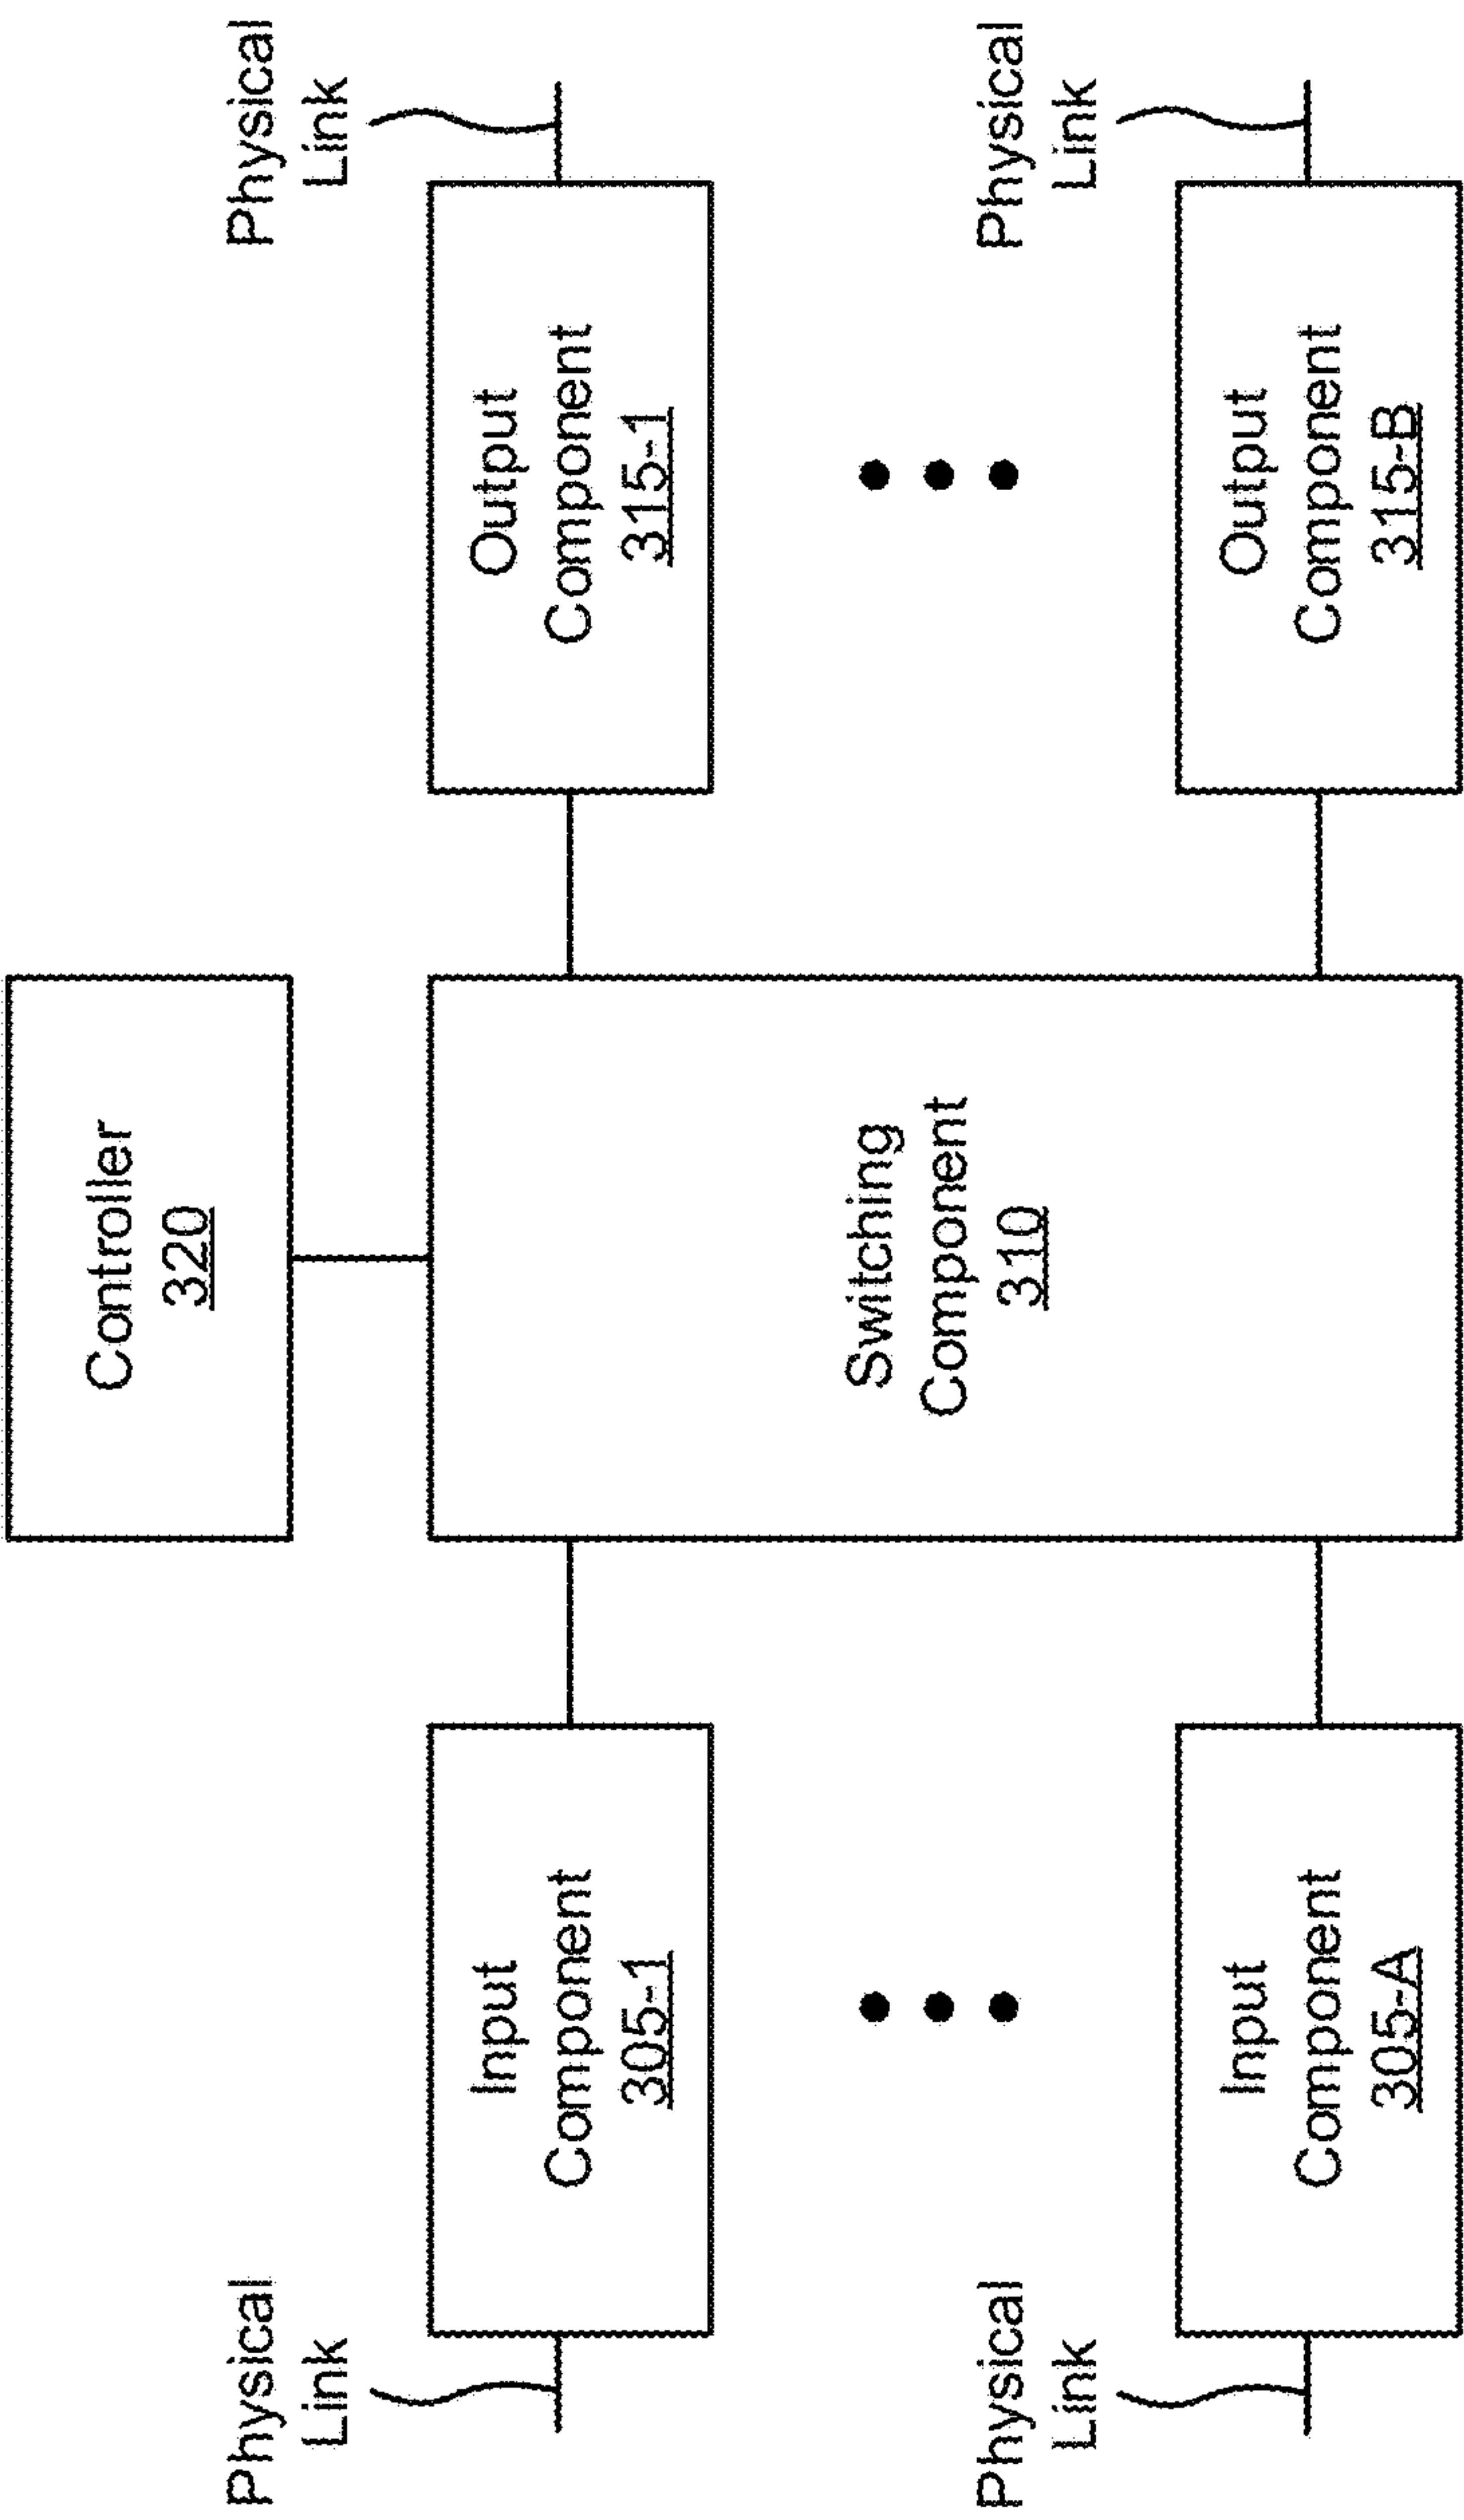 Controller
320
Physical
Link
Input
Component
305-1
Switching
Component
310
Output
Component
315-1
Physical
Link
Physical
Link
Input
Component
305-A
Output
Component
315-B
Physical
Link